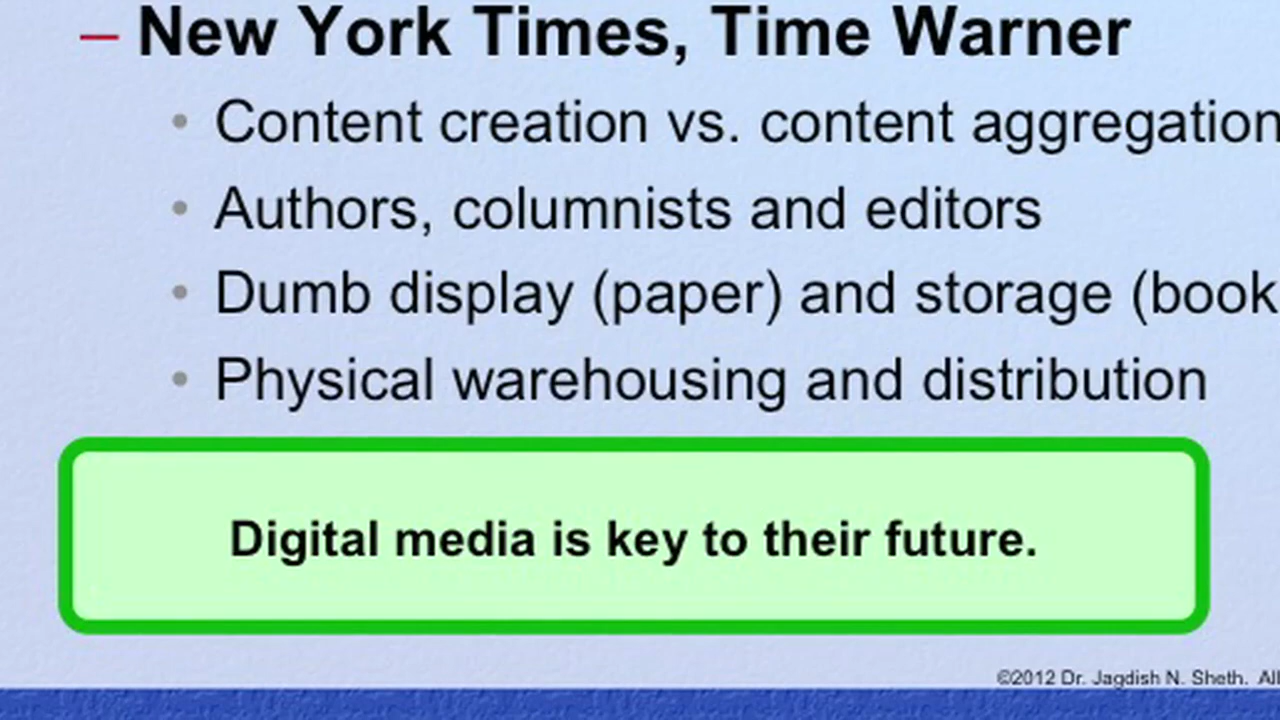 – New York Times, Time Warner
• Content creation vs. content aggregation
• Authors, columnists and editors
• Dumb display (paper) and storage (book
• Physical warehousing and distribution
Digital media is key to their future.
©2012 Dr. Jagdish N. Sheth. All